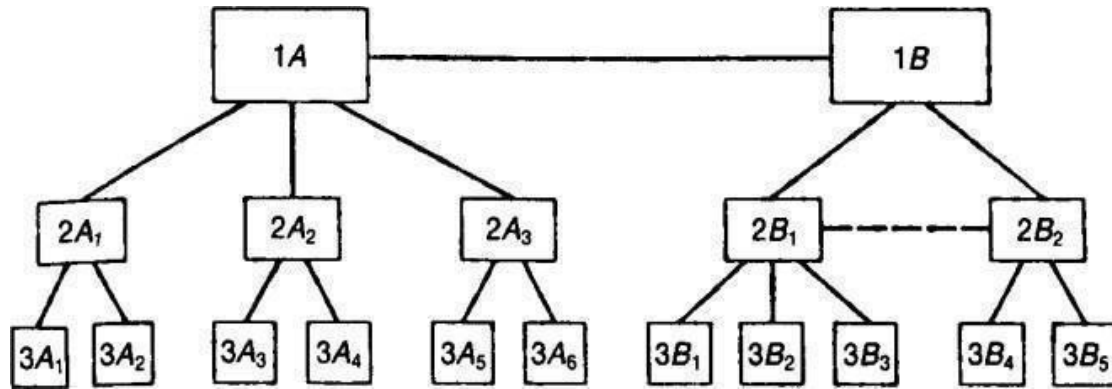 1A 1B
2A₁ 2A₂ 2A₃ 2B₁ 2B₂
3A₁ 3A₂ 3A₃ 3A₄ 3A₅ 3A₆ 3B₁ 3B₂ 3B₃ 3B₄ 3B₅